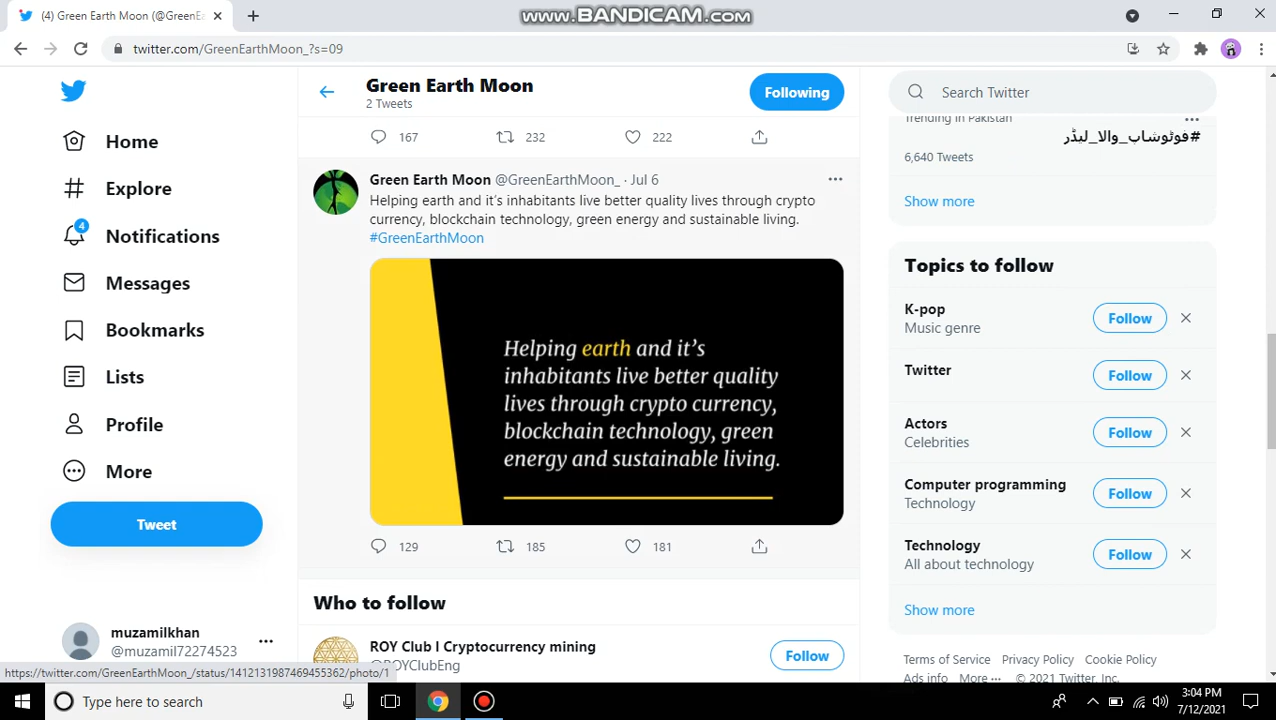 www.BANDICAM.com
(4) Green Earth Moon (@GreenEa
twitter.com/GreenEarthMoon_?s=09
Home
Explore
4
Notifications
Messages
Bookmarks
Lists
Profile
More
Tweet
muzamilkhan
@muzamil72274523
Green Earth Moon
2 Tweets
Following
167 232 222
Green Earth Moon @GreenEarthMoon_ · Jul 6
Helping earth and it's inhabitants live better quality lives through crypto
currency, blockchain technology, green energy and sustainable living.
#GreenEarthMoon
Helping earth and it's
inhabitants live better quality
lives through crypto currency,
blockchain technology, green
energy and sustainable living.
129 185 181
Who to follow
ROY Club I Cryptocurrency mining
@ROYClubEng
Follow
Search Twitter
Trending in Pakistan
#فوٹوشاپ_والا_لیڈر
6,640 Tweets
Show more
Topics to follow
K-pop
Music genre
Follow
Twitter
Follow
Actors
Celebrities
Follow
Computer programming
Technology
Follow
Technology
All about technology
Follow
Show more
Terms of Service Privacy Policy Cookie Policy
Ads info More ··· © 2021 Twitter, Inc.
https://twitter.com/GreenEarthMoon_/status/1412131987469455362/photo/1
Type here to search
3:04 PM
7/12/2021